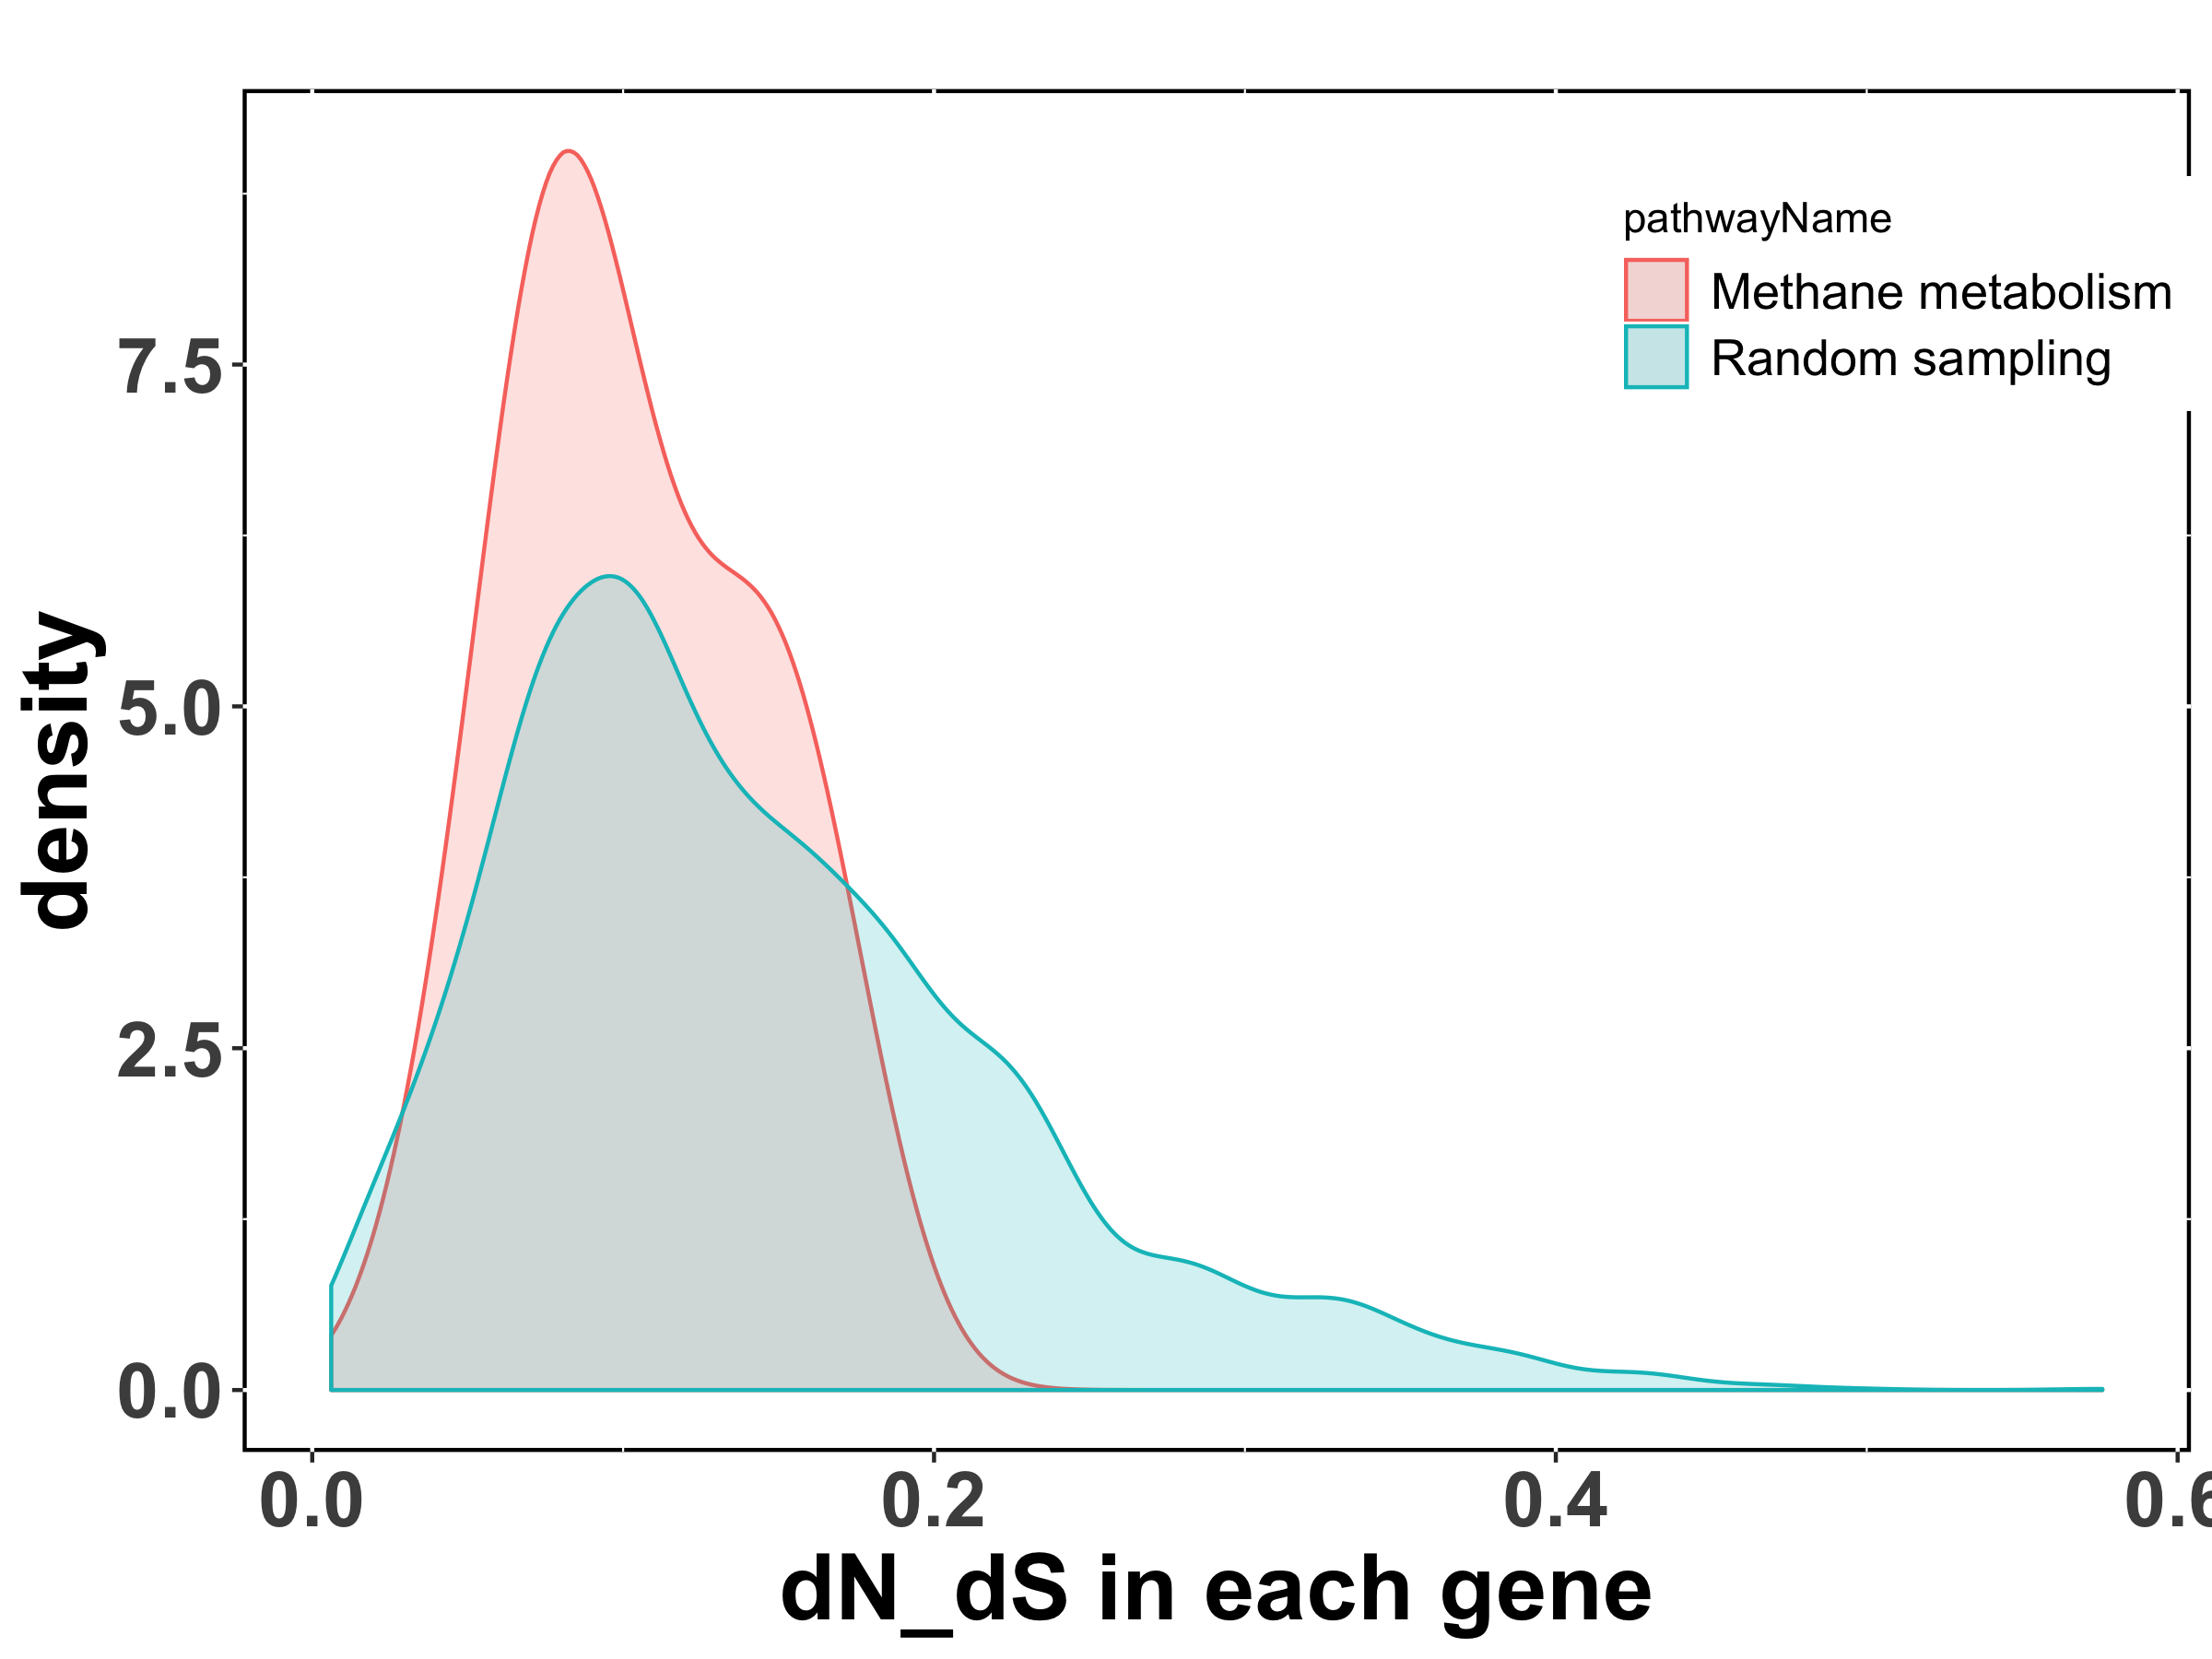 pathwayName
Methane metabolism
Random sampling
density
7.5
5.0
2.5
0.0
0.0 0.2 0.4 0.6
dN_dS in each gene